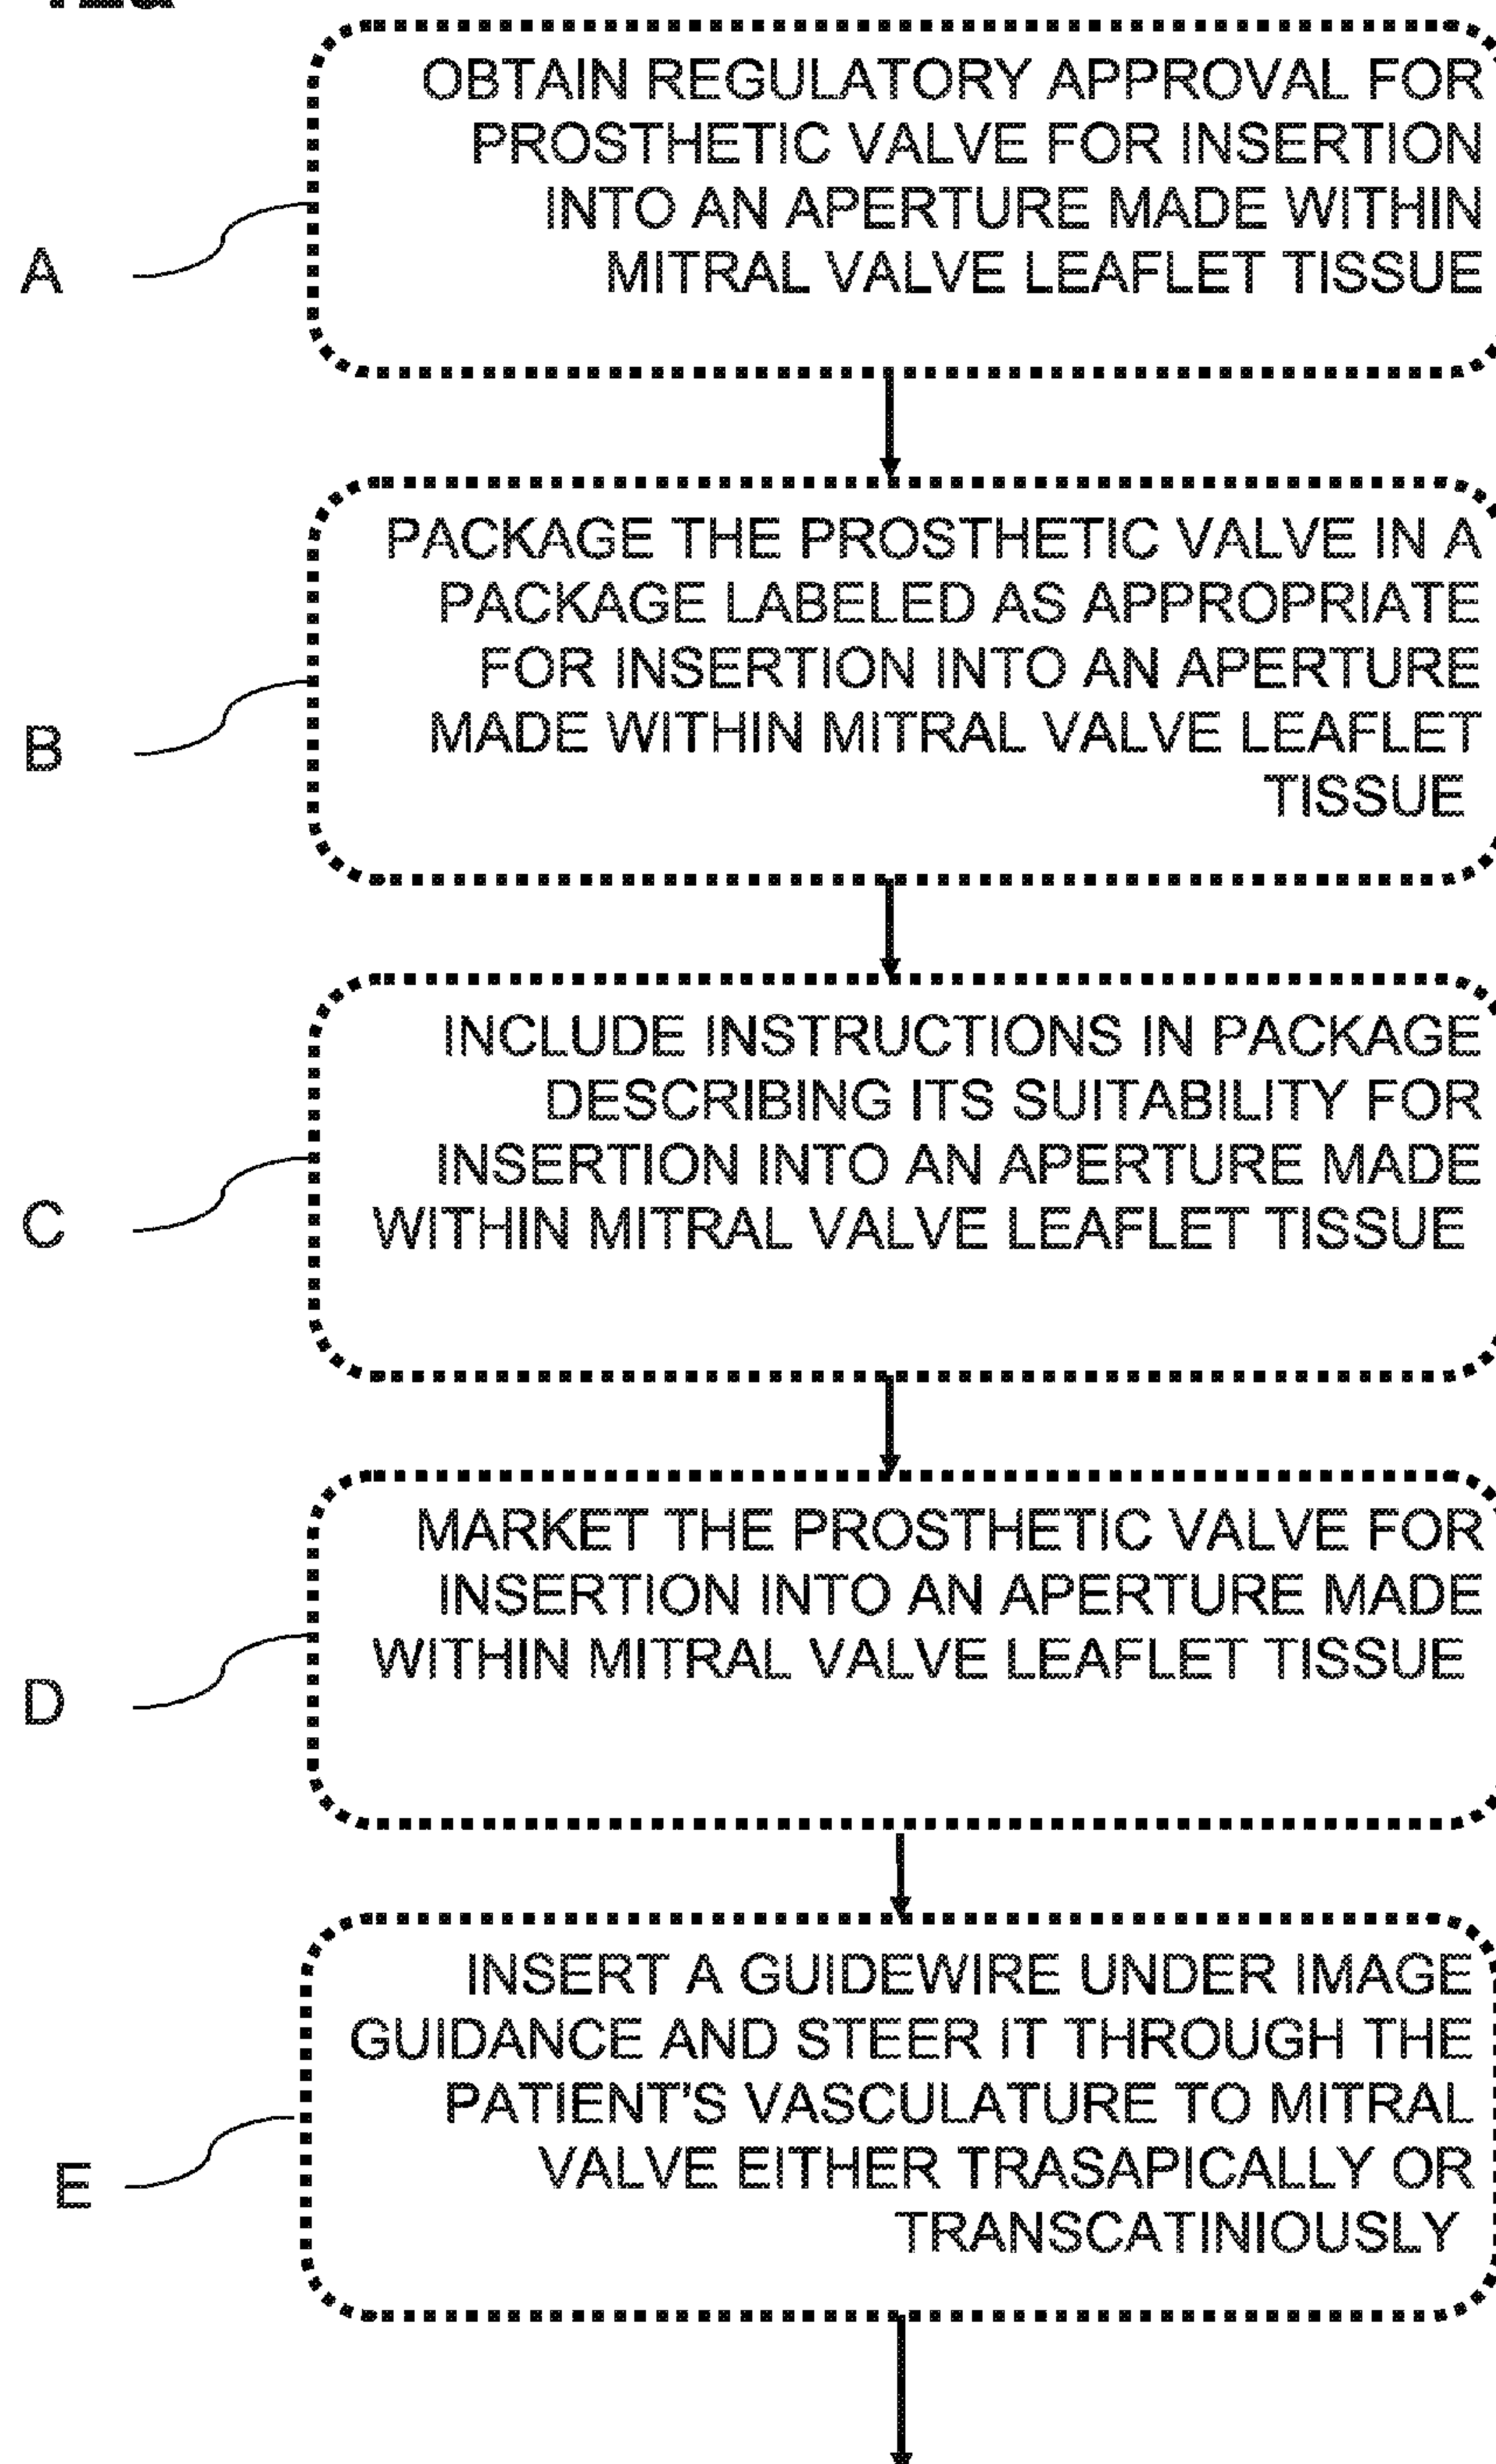 OBTAIN REGULATORY APPROVAL FOR
PROSTHETIC VALVE FOR INSERTION
INTO AN APERTURE MADE WITHIN
MITRAL VALVE LEAFLET TISSUE
A
PACKAGE THE PROSTHETIC VALVE IN A
PACKAGE LABELED AS APPROPRIATE
FOR INSERTION INTO AN APERTURE
MADE WITHIN MITRAL VALVE LEAFLET
TISSUE
B
INCLUDE INSTRUCTIONS IN PACKAGE
DESCRIBING ITS SUITABILITY FOR
INSERTION INTO AN APERTURE MADE
WITHIN MITRAL VALVE LEAFLET TISSUE
C
MARKET THE PROSTHETIC VALVE FOR
INSERTION INTO AN APERTURE MADE
WITHIN MITRAL VALVE LEAFLET TISSUE
D
INSERT A GUIDEWIRE UNDER IMAGE
GUIDANCE AND STEER IT THROUGH THE
PATIENT'S VASCULATURE TO MITRAL
VALVE EITHER TRASAPICALLY OR
TRANSCATINIOUSLY
E